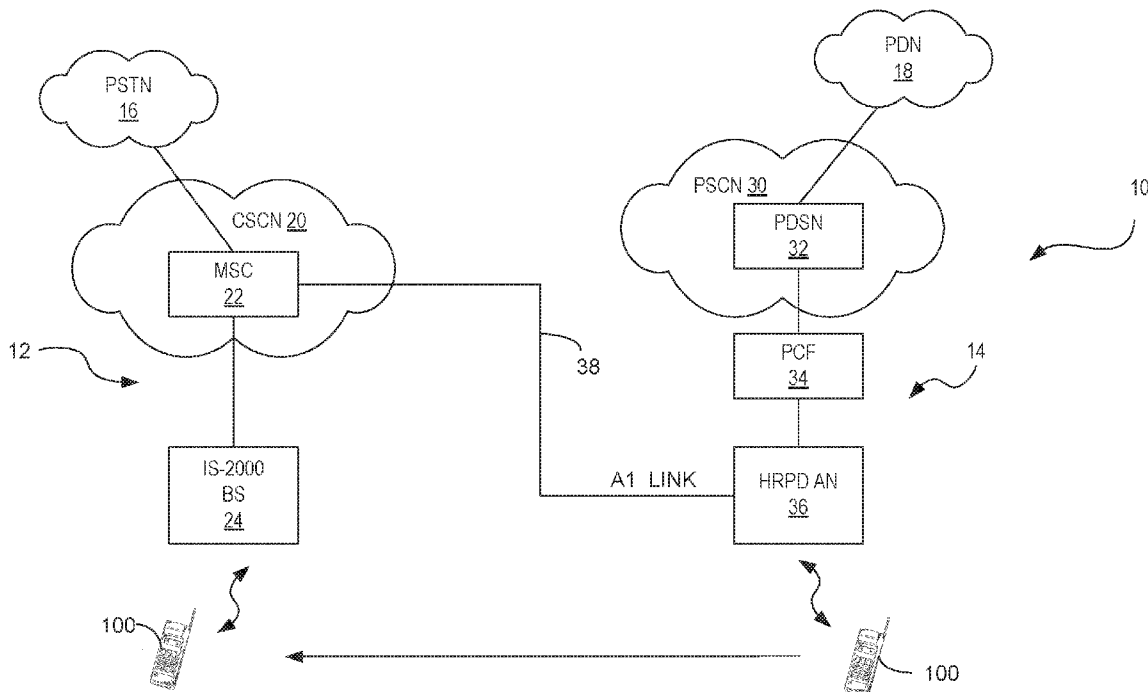 PDN
18
PSTN
16
PSCN 30
10
PDSN
32
CSCN 20
MSC
22
12
38
PCF
34
14
IS-2000
BS
24
A1 LINK
HRPD AN
36
100
100